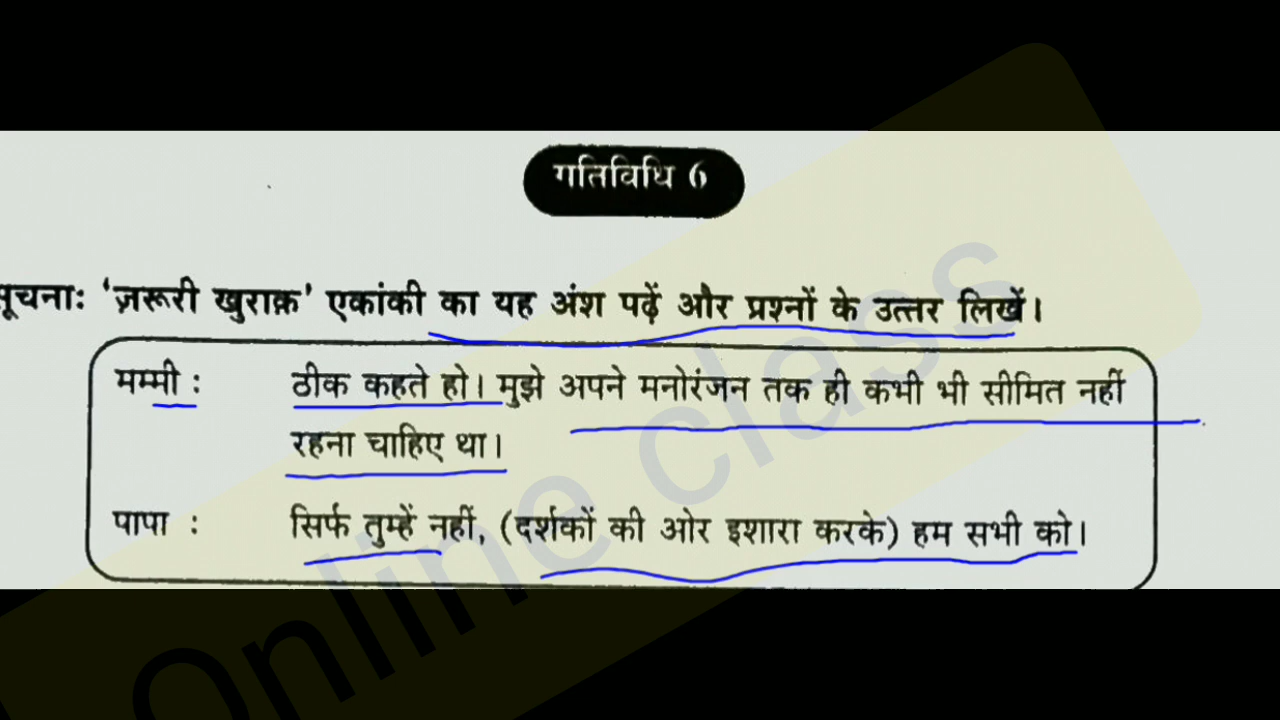 गतिविधि 6
सूचनाः 'ज़रूरी खुराक़' एकांकी का यह अंश पढ़ें और प्रश्नों के उत्तर लिखें।
मम्मी : ठीक कहते हो। मुझे अपने मनोरंजन तक ही कभी भी सीमित नहीं
रहना चाहिए था।
पापा : सिर्फ तुम्हें नहीं, (दर्शकों की ओर इशारा करके) हम सभी को।
Online class